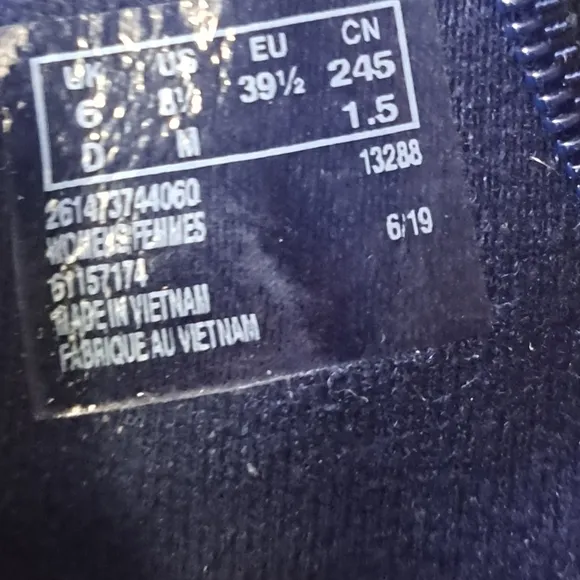 UK US EU CN
6 8½ 39½ 245
D M 1.5
261473744060 13288
WOMENS/FEMMES 6/19
61157174
MADE IN VIETNAM
FABRIQUE AU VIETNAM